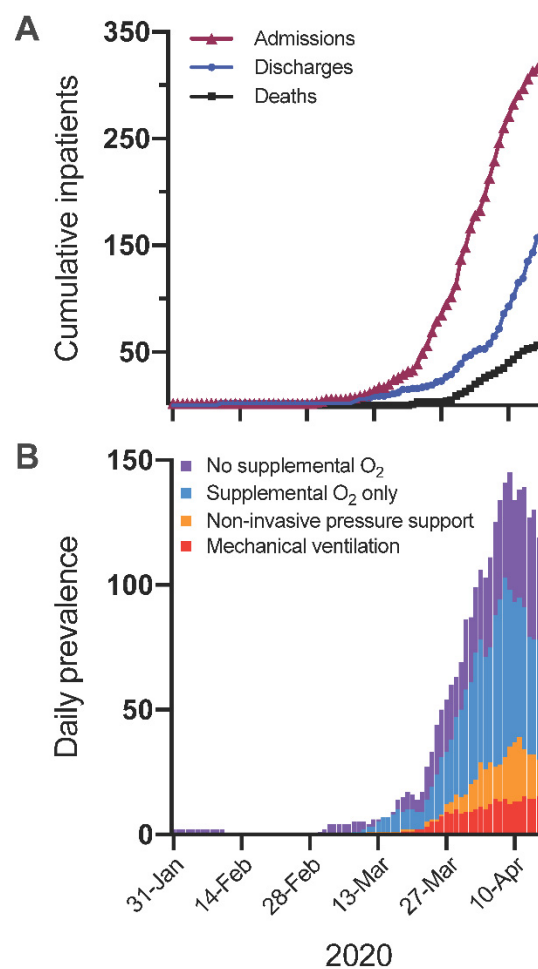 A
350
250
150
50
Cumulative inpatients
Admissions
Discharges
Deaths
B
150
100
50
0
Daily prevalence
No supplemental O₂
Supplemental O₂ only
Non-invasive pressure support
Mechanical ventilation
31-Jan
14-Feb
28-Feb
13-Mar
27-Mar
10-Apr
2020